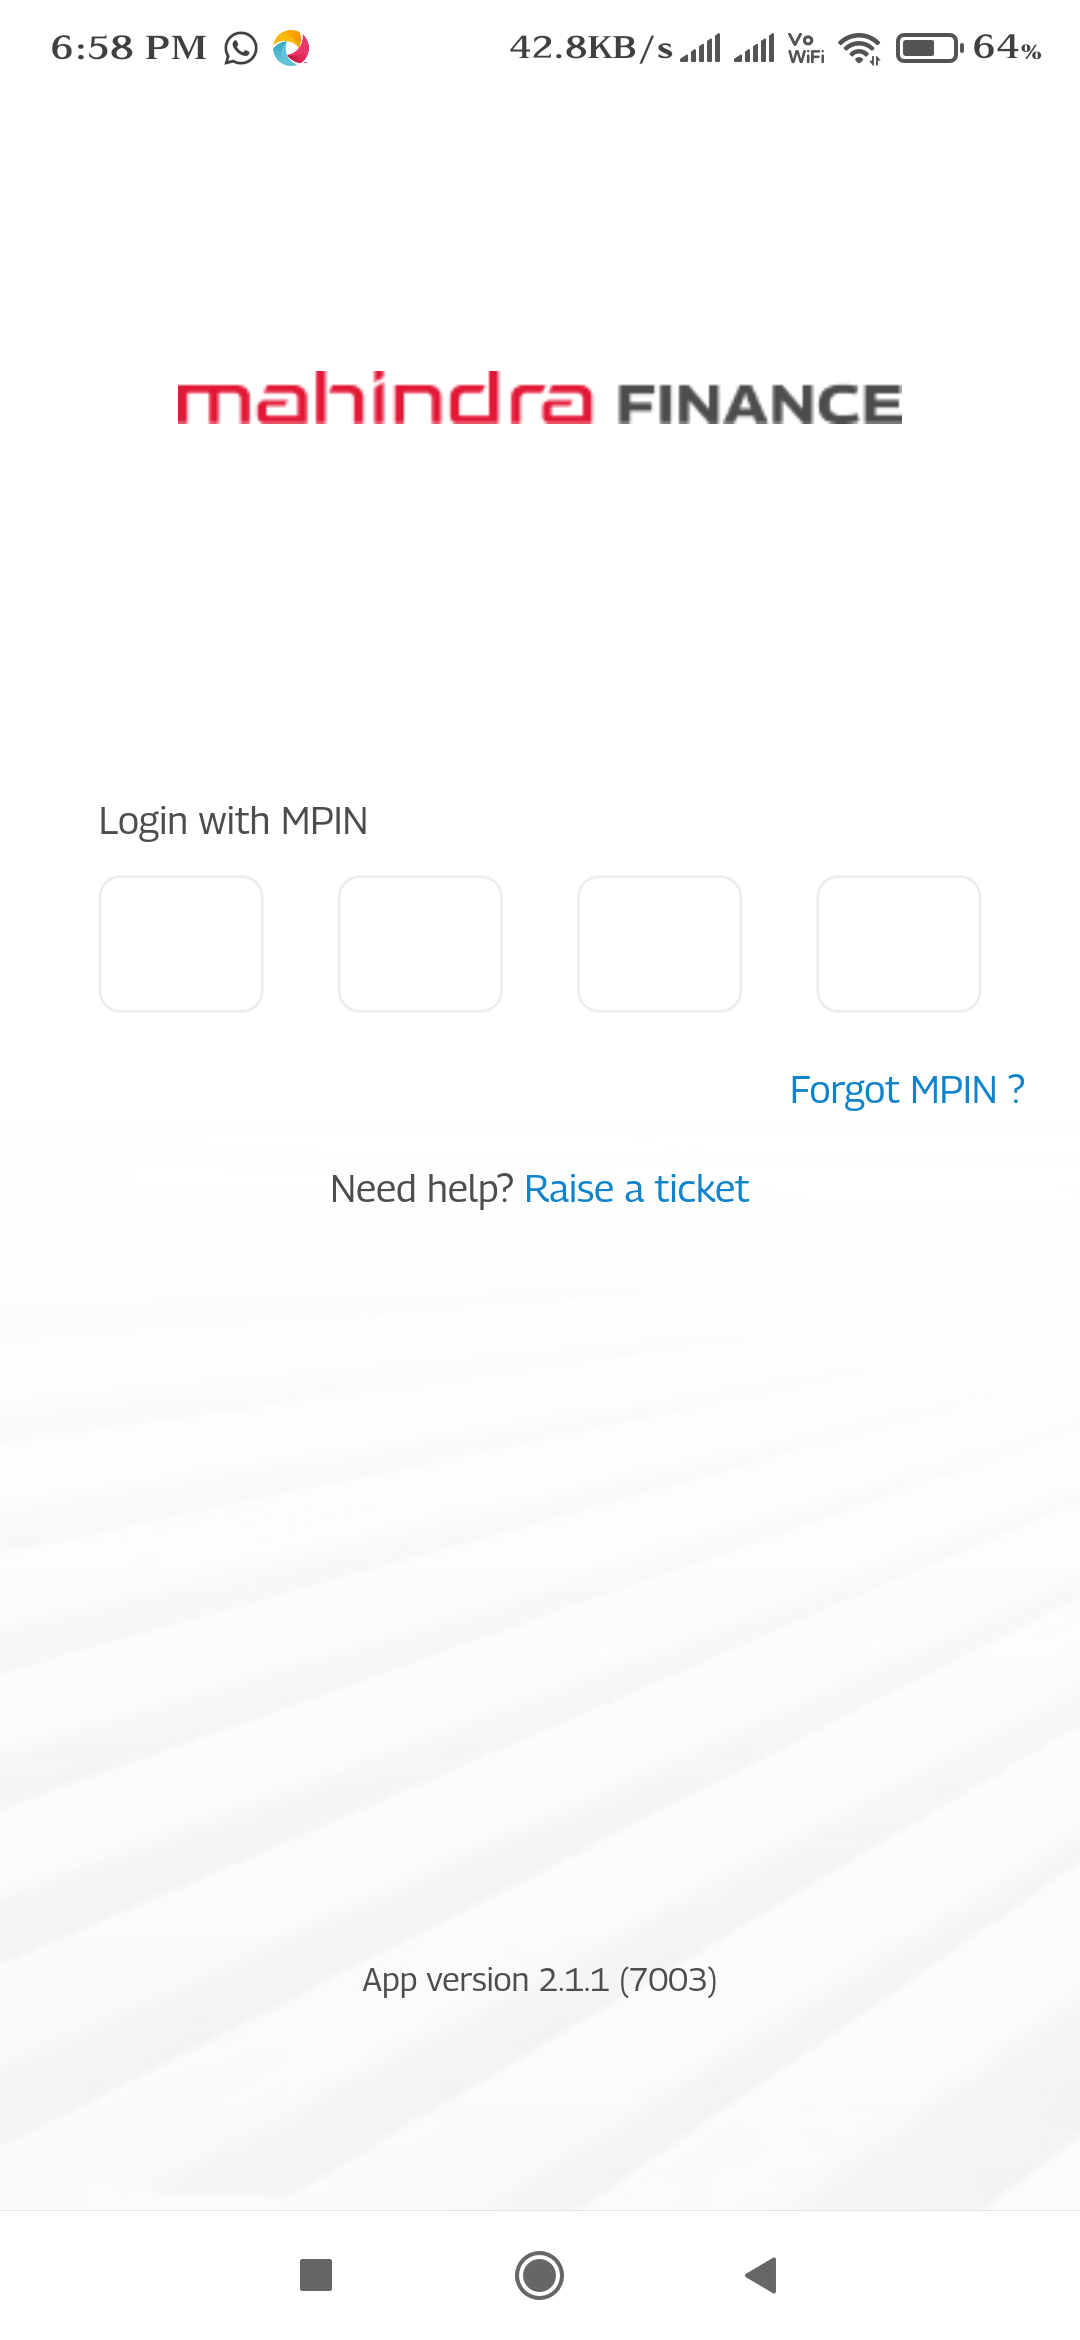 6:58 PM 42.8KB/s Vo WiFi 64%
mahindra FINANCE
Login with MPIN
Forgot MPIN ?
Need help? Raise a ticket
App version 2.1.1 (7003)